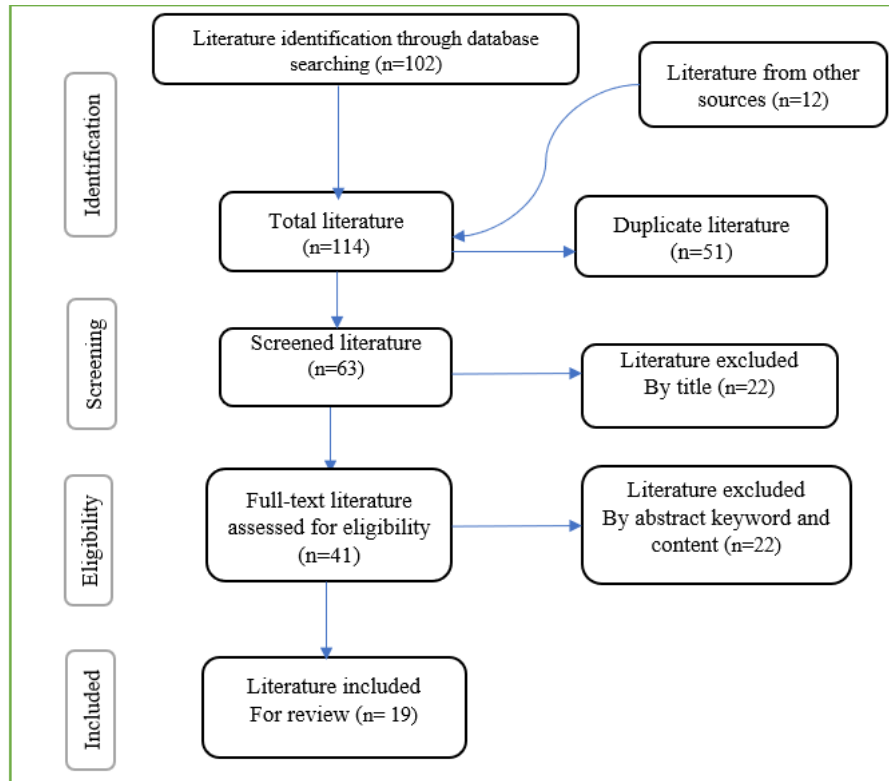 Literature identification through database
searching (n=102)
Literature from other
sources (n=12)
Identification
Total literature
(n=114)
Duplicate literature
(n=51)
Screening
Screened literature
(n=63)
Literature excluded
By title (n=22)
Eligibility
Full-text literature
assessed for eligibility
(n=41)
Literature excluded
By abstract keyword and
content (n=22)
Included
Literature included
For review (n= 19)